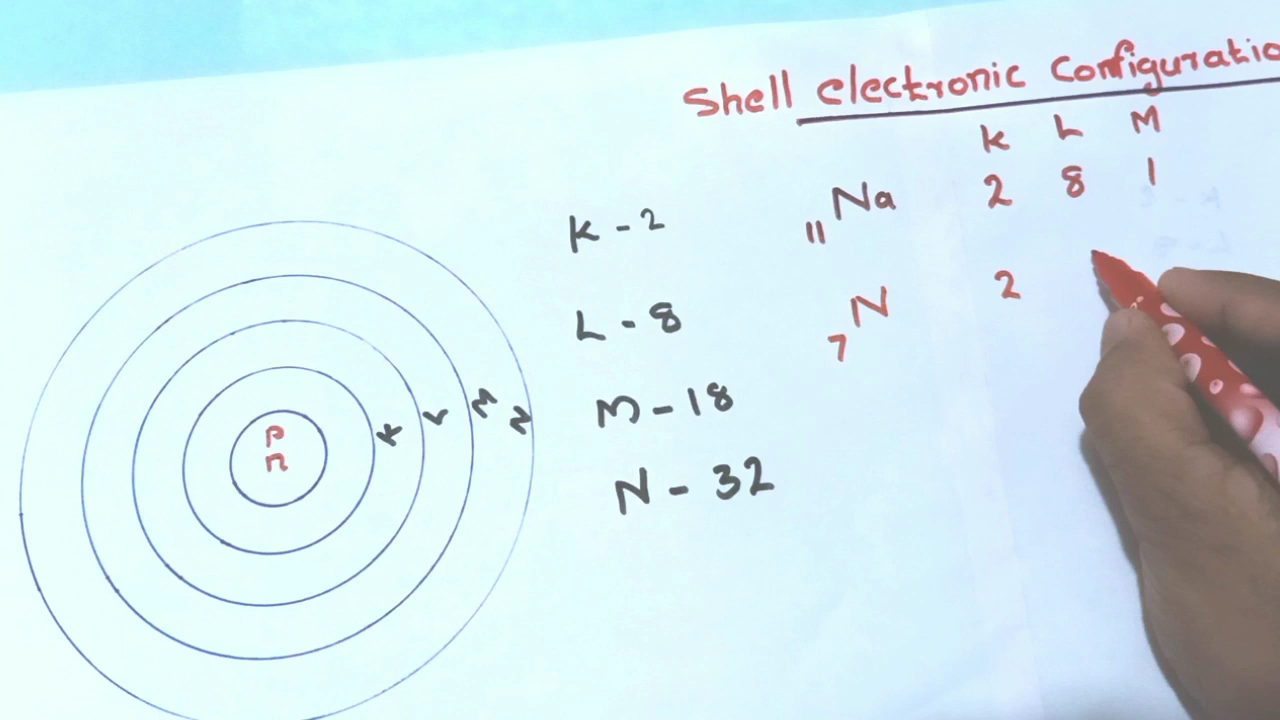 Shell electronic Configuratio
K L M
11Na 2 8 1
7N 2
K - 2
L - 8
M - 18
N - 32
P
n
K L M N